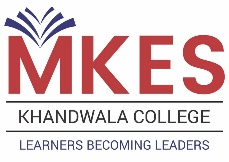 MKES
KHANDWALA COLLEGE
LEARNERS BECOMING LEADERS